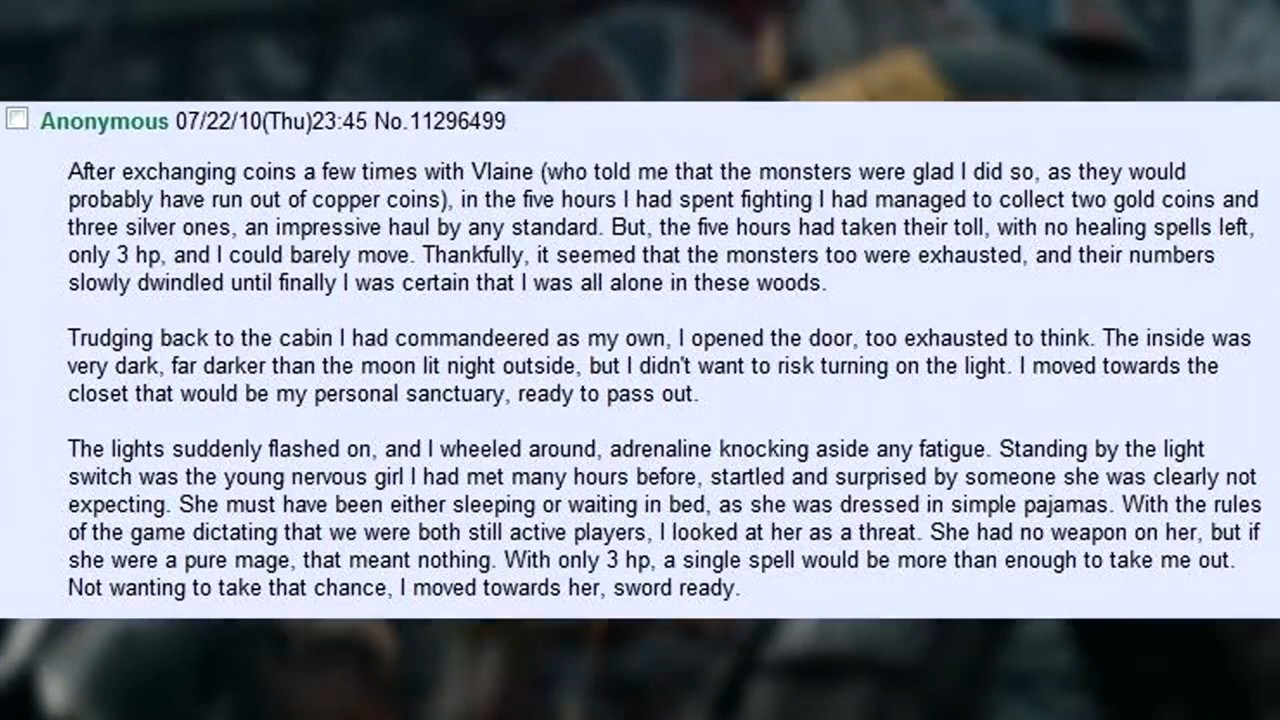 Anonymous 07/22/10(Thu)23:45 No.11296499
After exchanging coins a few times with Vlaine (who told me that the monsters were glad I did so, as they would
probably have run out of copper coins), in the five hours I had spent fighting I had managed to collect two gold coins and
three silver ones, an impressive haul by any standard. But, the five hours had taken their toll, with no healing spells left,
only 3 hp, and I could barely move. Thankfully, it seemed that the monsters too were exhausted, and their numbers
slowly dwindled until finally I was certain that I was all alone in these woods.
Trudging back to the cabin I had commandeered as my own, I opened the door, too exhausted to think. The inside was
very dark, far darker than the moon lit night outside, but I didn't want to risk turning on the light. I moved towards the
closet that would be my personal sanctuary, ready to pass out.
The lights suddenly flashed on, and I wheeled around, adrenaline knocking aside any fatigue. Standing by the light
switch was the young nervous girl I had met many hours before, startled and surprised by someone she was clearly not
expecting. She must have been either sleeping or waiting in bed, as she was dressed in simple pajamas. With the rules
of the game dictating that we were both still active players, I looked at her as a threat. She had no weapon on her, but if
she were a pure mage, that meant nothing. With only 3 hp, a single spell would be more than enough to take me out.
Not wanting to take that chance, I moved towards her, sword ready.